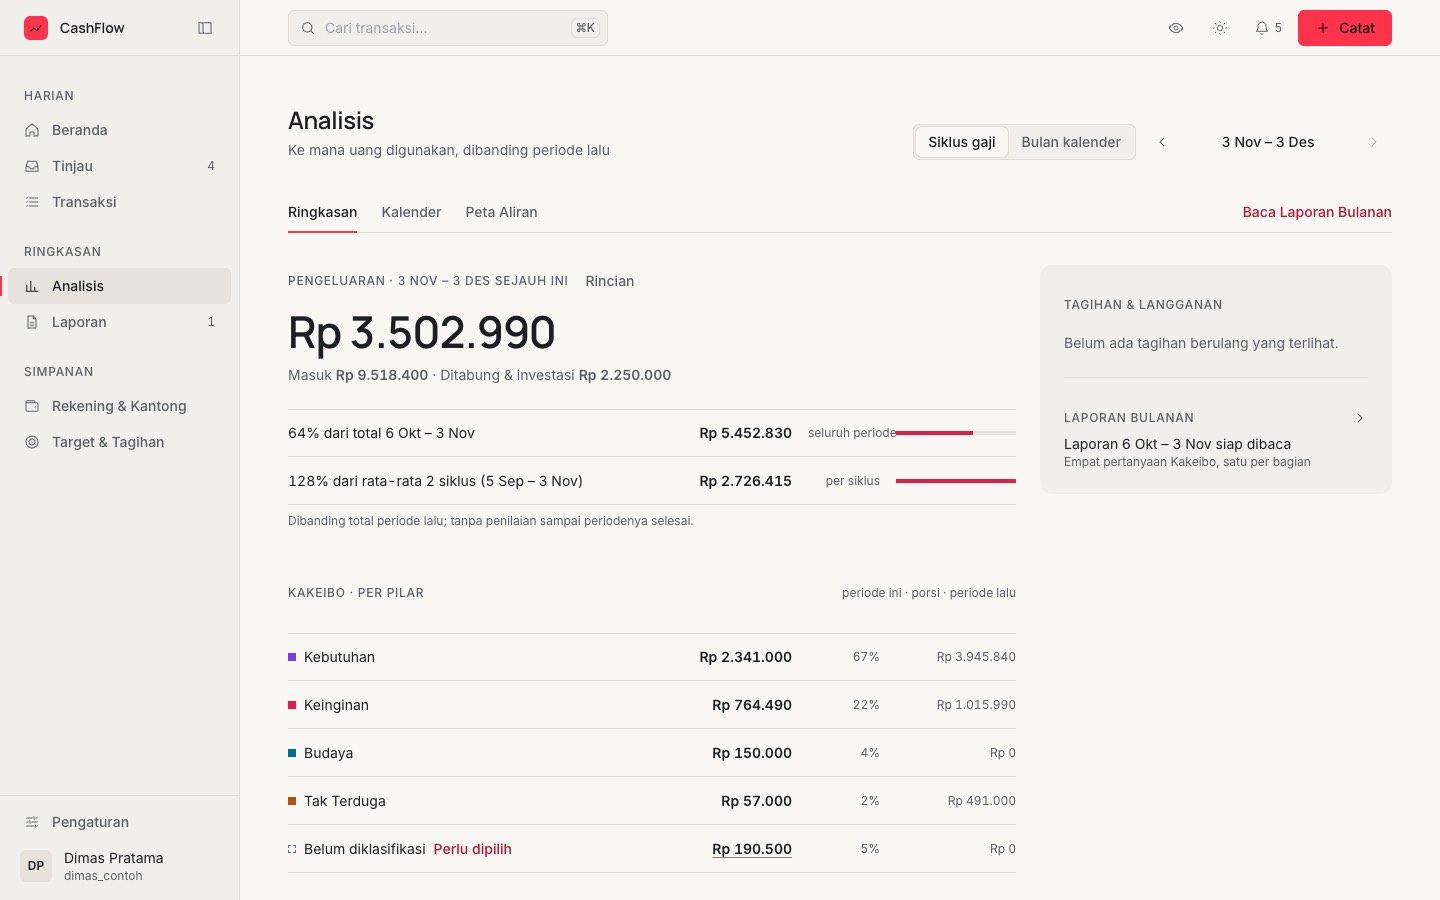 CashFlow
Cari transaksi...
⌘K
5
Catat
HARIAN
Beranda
Tinjau 4
Transaksi
RINGKASAN
Analisis
Laporan 1
SIMPANAN
Rekening & Kantong
Target & Tagihan
Pengaturan
DP
Dimas Pratama
dimas_contoh
Analisis
Ke mana uang digunakan, dibanding periode lalu
Siklus gaji Bulan kalender 3 Nov – 3 Des
Ringkasan Kalender Peta Aliran Baca Laporan Bulanan
PENGELUARAN · 3 NOV – 3 DES SEJAUH INI Rincian
Rp 3.502.990
Masuk Rp 9.518.400 · Ditabung & investasi Rp 2.250.000
64% dari total 6 Okt – 3 Nov Rp 5.452.830 seluruh periode
128% dari rata-rata 2 siklus (5 Sep – 3 Nov) Rp 2.726.415 per siklus
Dibanding total periode lalu; tanpa penilaian sampai periodenya selesai.
KAKEIBO · PER PILAR periode ini · porsi · periode lalu
Kebutuhan Rp 2.341.000 67% Rp 3.945.840
Keinginan Rp 764.490 22% Rp 1.015.990
Budaya Rp 150.000 4% Rp 0
Tak Terduga Rp 57.000 2% Rp 491.000
Belum diklasifikasi Perlu dipilih Rp 190.500 5% Rp 0
TAGIHAN & LANGGANAN
Belum ada tagihan berulang yang terlihat.
LAPORAN BULANAN
Laporan 6 Okt – 3 Nov siap dibaca
Empat pertanyaan Kakeibo, satu per bagian